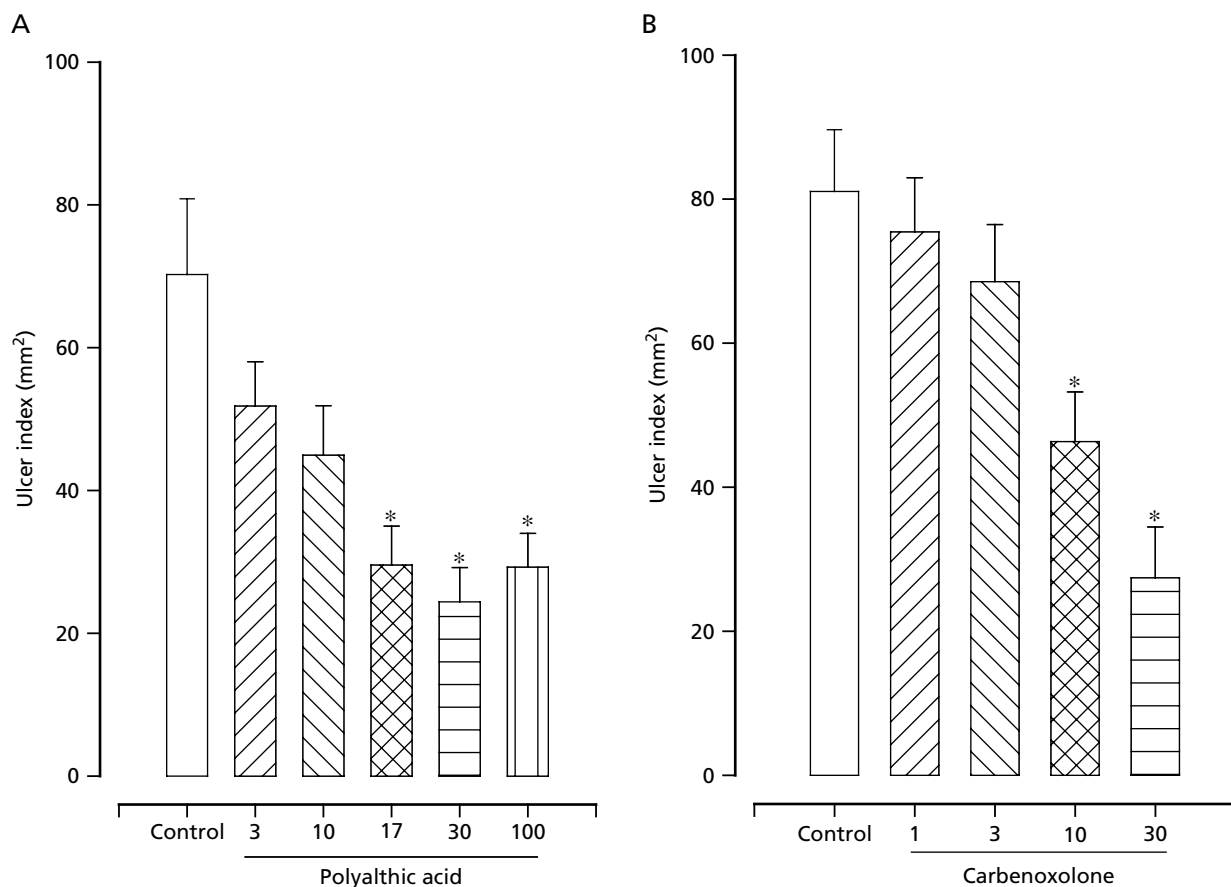 A
100
80
60
40
20
0
Ulcer index (mm²)
*
*
*
Control 3 10 17 30 100
Polyalthic acid
B
100
80
60
40
20
0
Ulcer index (mm²)
*
*
Control 1 3 10 30
Carbenoxolone